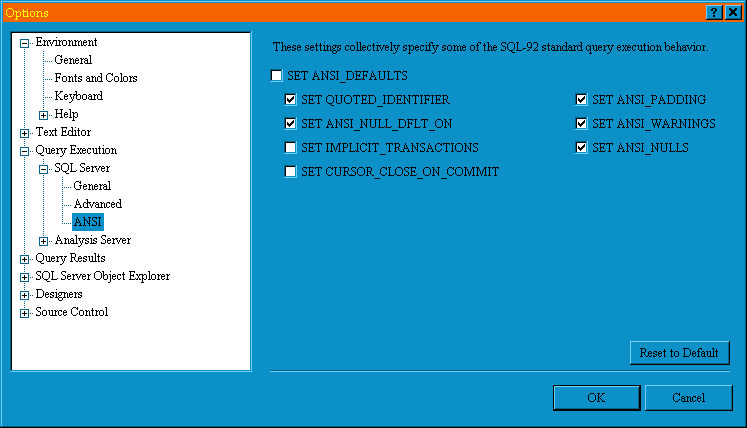 Options
Environment
General
Fonts and Colors
Keyboard
Help
Text Editor
Query Execution
SQL Server
General
Advanced
ANSI
Analysis Server
Query Results
SQL Server Object Explorer
Designers
Source Control
These settings collectively specify some of the SQL-92 standard query execution behavior.
SET ANSI_DEFAULTS
SET QUOTED_IDENTIFIER
SET ANSI_PADDING
SET ANSI_NULL_DFLT_ON
SET ANSI_WARNINGS
SET IMPLICIT_TRANSACTIONS
SET ANSI_NULLS
SET CURSOR_CLOSE_ON_COMMIT
Reset to Default
OK
Cancel